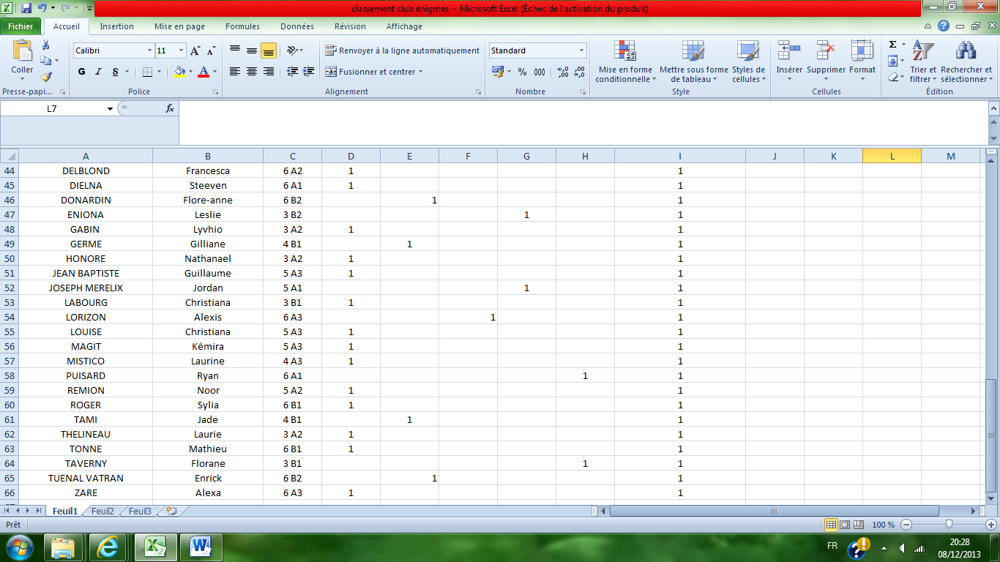 classement club énigmes - Microsoft Excel (Échec de l'activation du produit)
Fichier Accueil Insertion Mise en page Formules Données Révision Affichage
Coller
Presse-papi...
Calibri 11
G I S
Police
Renvoyer à la ligne automatiquement
Fusionner et centrer
Alignement
Standard
% 000
Nombre
Mise en forme conditionnelle
Mettre sous forme de tableau
Styles de cellules
Style
Insérer Supprimer Format
Cellules
Trier et filtrer
Rechercher et sélectionner
Édition
L7 fx
A B C D E F G H I J K L M
44 DELBLOND Francesca 6 A2 1 1
45 DIELNA Steeven 6 A1 1 1
46 DONARDIN Flore-anne 6 B2 1 1
47 ENIONA Leslie 3 B2 1 1
48 GABIN Lyvhio 3 A2 1 1
49 GERME Gilliane 4 B1 1 1
50 HONORE Nathanael 3 A2 1 1
51 JEAN BAPTISTE Guillaume 5 A3 1 1
52 JOSEPH MERELIX Jordan 5 A1 1 1
53 LABOURG Christiana 3 B1 1 1
54 LORIZON Alexis 6 A3 1 1
55 LOUISE Christiana 5 A3 1 1
56 MAGIT Kémira 5 A3 1 1
57 MISTICO Laurine 4 A3 1 1
58 PUISARD Ryan 6 A1 1 1
59 REMION Noor 5 A2 1 1
60 ROGER Sylia 6 B1 1 1
61 TAMI Jade 4 B1 1 1
62 THELINEAU Laurie 3 A2 1 1
63 TONNE Mathieu 6 B1 1 1
64 TAVERNY Florane 3 B1 1 1
65 TUENAL VATRAN Enrick 6 B2 1 1
66 ZARE Alexa 6 A3 1 1
Feuil1 Feuil2 Feuil3
Prêt 100 %
FR 20:28
08/12/2013